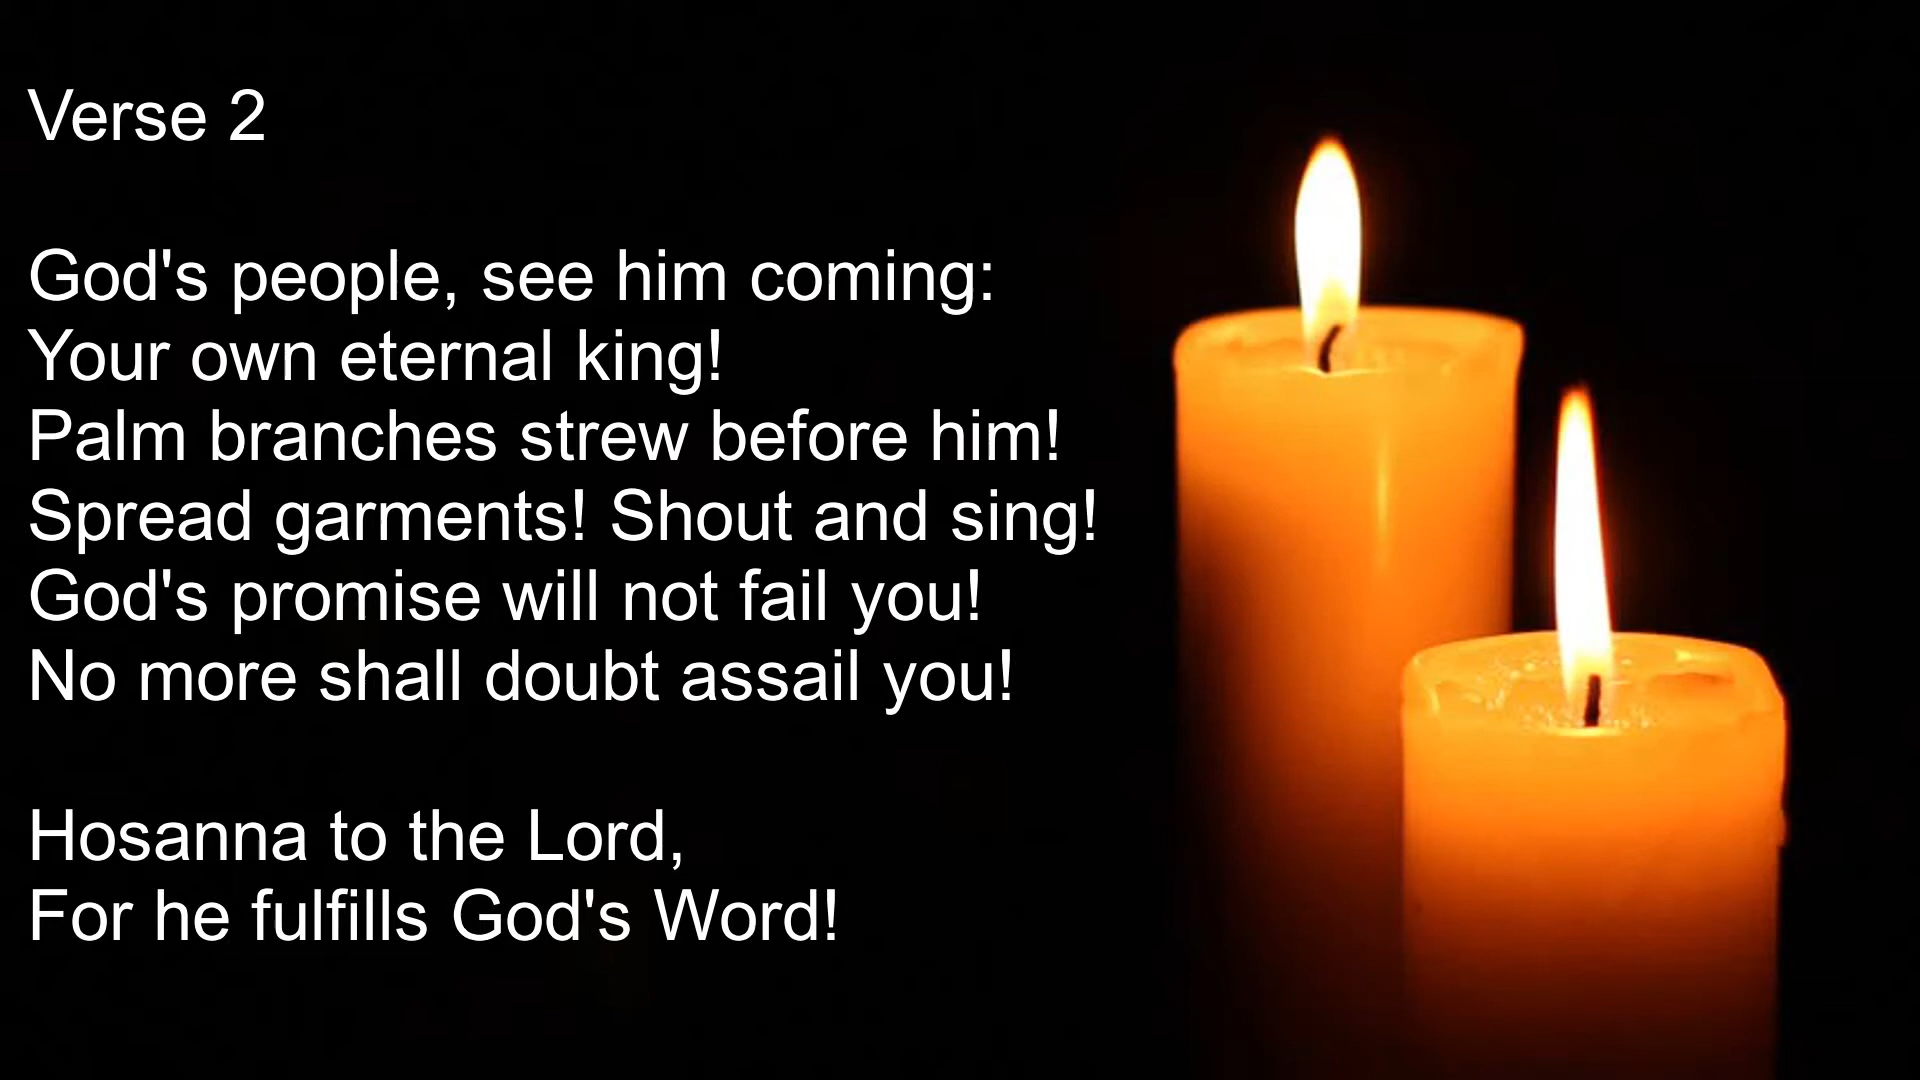 Verse 2
God's people, see him coming:
Your own eternal king!
Palm branches strew before him!
Spread garments! Shout and sing!
God's promise will not fail you!
No more shall doubt assail you!
Hosanna to the Lord,
For he fulfills God's Word!